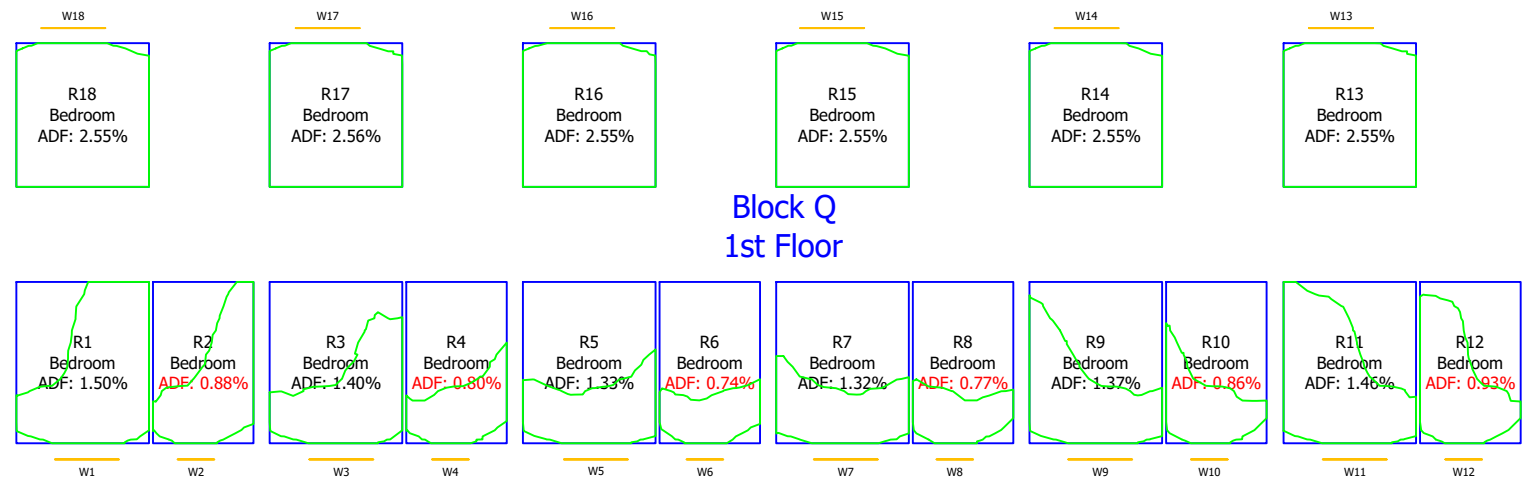 W18
W17
W16
W15
W14
W13
R18
Bedroom
ADF: 2.55%
R17
Bedroom
ADF: 2.56%
R16
Bedroom
ADF: 2.55%
R15
Bedroom
ADF: 2.55%
R14
Bedroom
ADF: 2.55%
R13
Bedroom
ADF: 2.55%
Block Q
1st Floor
R1
Bedroom
ADF: 1.50%
R2
Bedroom
ADF: 0.88%
R3
Bedroom
ADF: 1.40%
R4
Bedroom
ADF: 0.80%
R5
Bedroom
ADF: 1.33%
R6
Bedroom
ADF: 0.74%
R7
Bedroom
ADF: 1.32%
R8
Bedroom
ADF: 0.77%
R9
Bedroom
ADF: 1.37%
R10
Bedroom
ADF: 0.86%
R11
Bedroom
ADF: 1.46%
R12
Bedroom
ADF: 0.93%
W1
W2
W3
W4
W5
W6
W7
W8
W9
W10
W11
W12